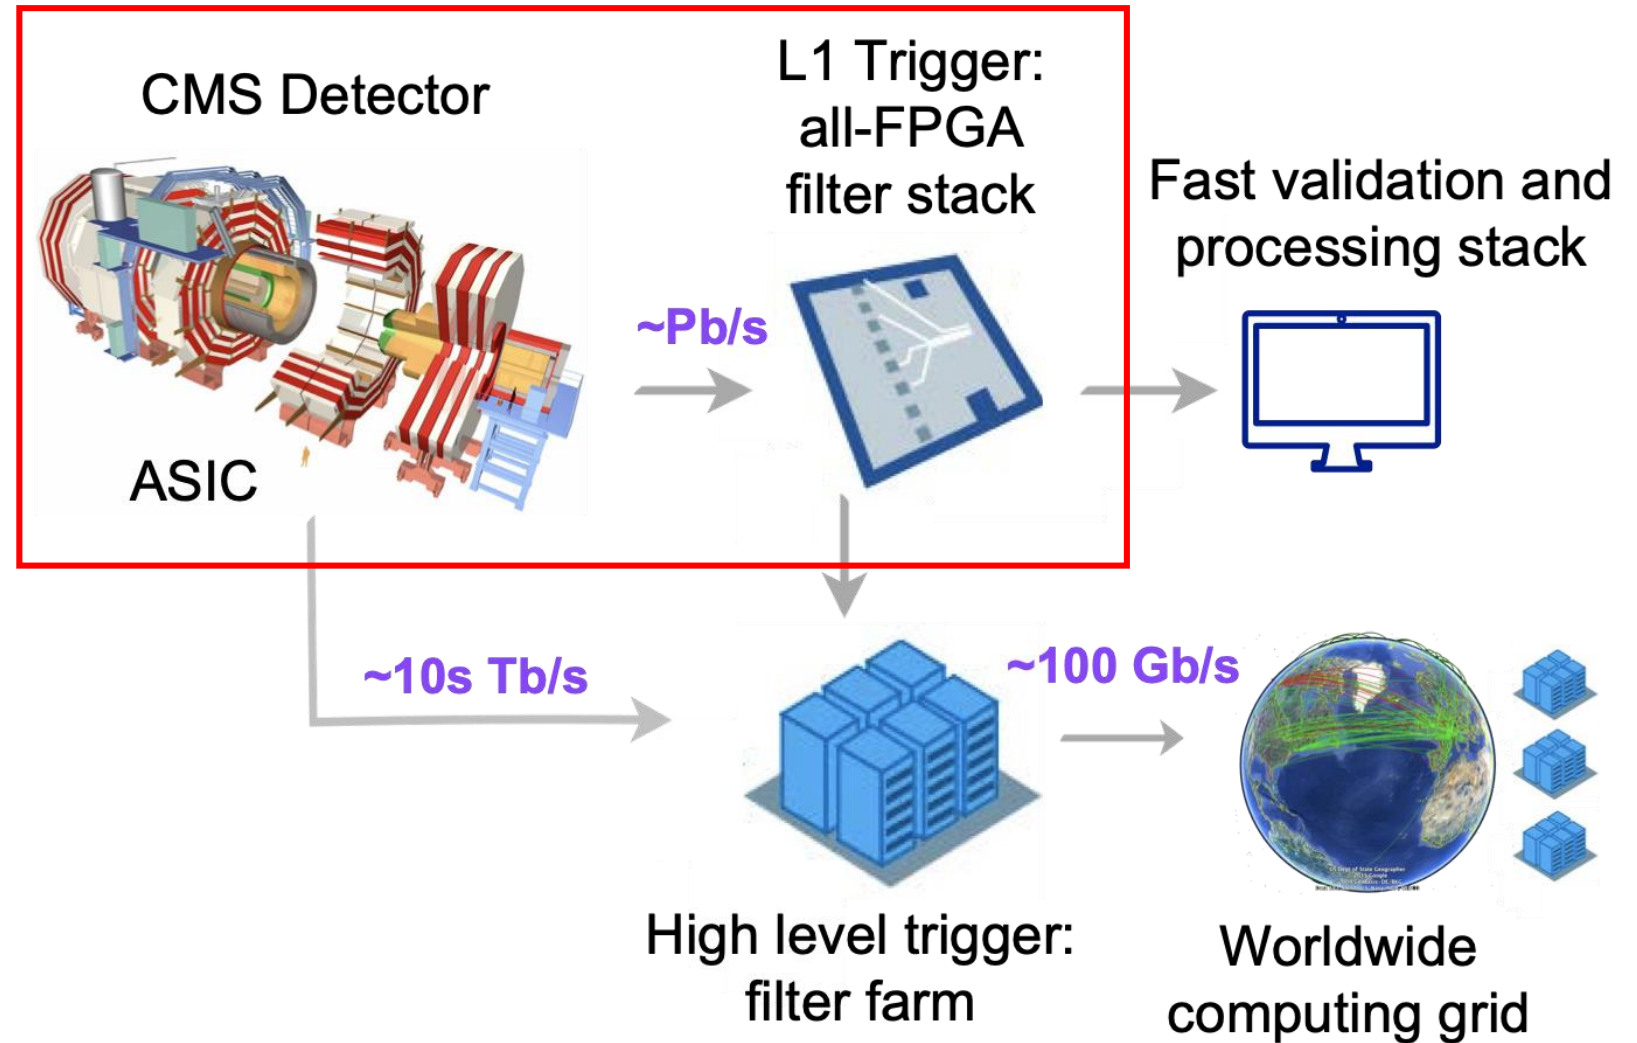 CMS Detector
L1 Trigger:
all-FPGA
filter stack
Fast validation and
processing stack
~Pb/s
ASIC
~10s Tb/s
~100 Gb/s
High level trigger:
filter farm
Worldwide
computing grid